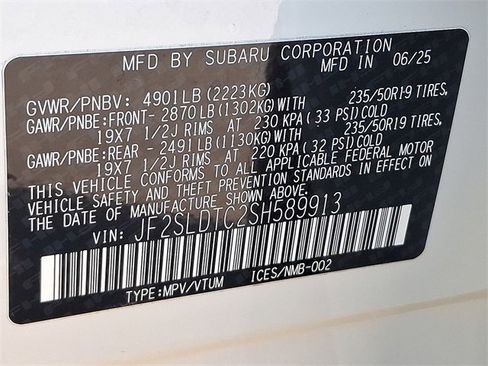 MFD BY SUBARU CORPORATION MFD IN 06/25
GVWR/PNBV: 4901LB(2223KG)
GAWR/PNBE:FRONT- 2870LB(1302KG)WITH 235/50R19 TIRES,
19X7 1/2J RIMS AT 230 KPA(33 PSI)COLD
GAWR/PNBE:REAR - 2491LB(1130KG)WITH 235/50R19 TIRES,
19X7 1/2J RIMS AT 220 KPA(32 PSI)COLD
THIS VEHICLE CONFORMS TO ALL APPLICABLE FEDERAL MOTOR
VEHICLE SAFETY AND THEFT PREVENTION STANDARDS IN EFFECT ON
THE DATE OF MANUFACTURE SHOWN ABOVE.
VIN: JF2SLDTC2SH589913
TYPE:MPV/VTUM ICES/NMB-002